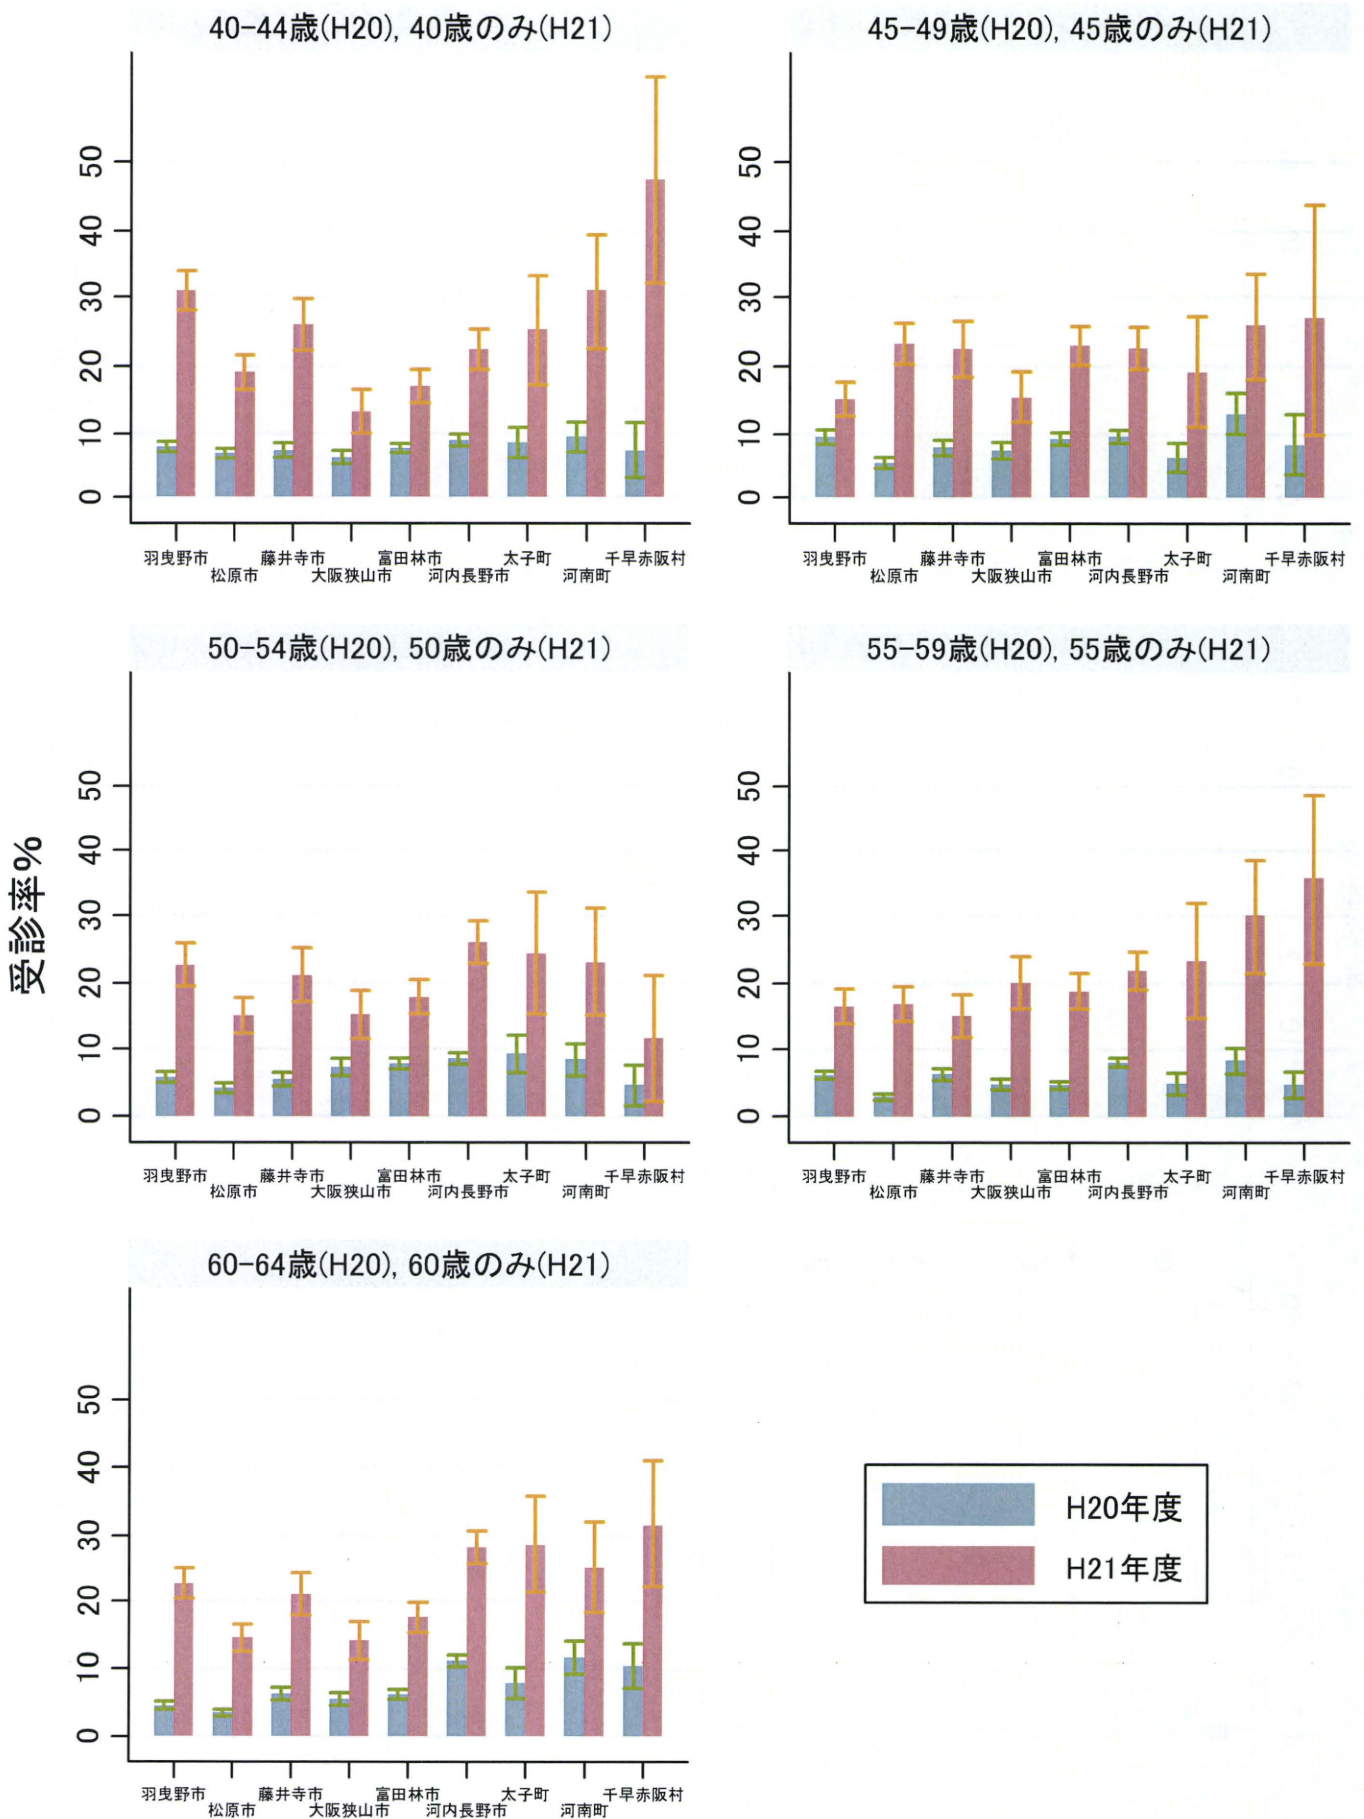 40-44歳(H20), 40歳のみ(H21)
50
40
30
20
10
0
羽曳野市 藤井寺市 富田林市 太子町 千早赤阪村
松原市 大阪狭山市 河内長野市 河南町
45-49歳(H20), 45歳のみ(H21)
50
40
30
20
10
0
羽曳野市 藤井寺市 富田林市 太子町 千早赤阪村
松原市 大阪狭山市 河内長野市 河南町
受診率%
50-54歳(H20), 50歳のみ(H21)
50
40
30
20
10
0
羽曳野市 藤井寺市 富田林市 太子町 千早赤阪村
松原市 大阪狭山市 河内長野市 河南町
55-59歳(H20), 55歳のみ(H21)
50
40
30
20
10
0
羽曳野市 藤井寺市 富田林市 太子町 千早赤阪村
松原市 大阪狭山市 河内長野市 河南町
60-64歳(H20), 60歳のみ(H21)
50
40
30
20
10
0
羽曳野市 藤井寺市 富田林市 太子町 千早赤阪村
松原市 大阪狭山市 河内長野市 河南町
H20年度
H21年度